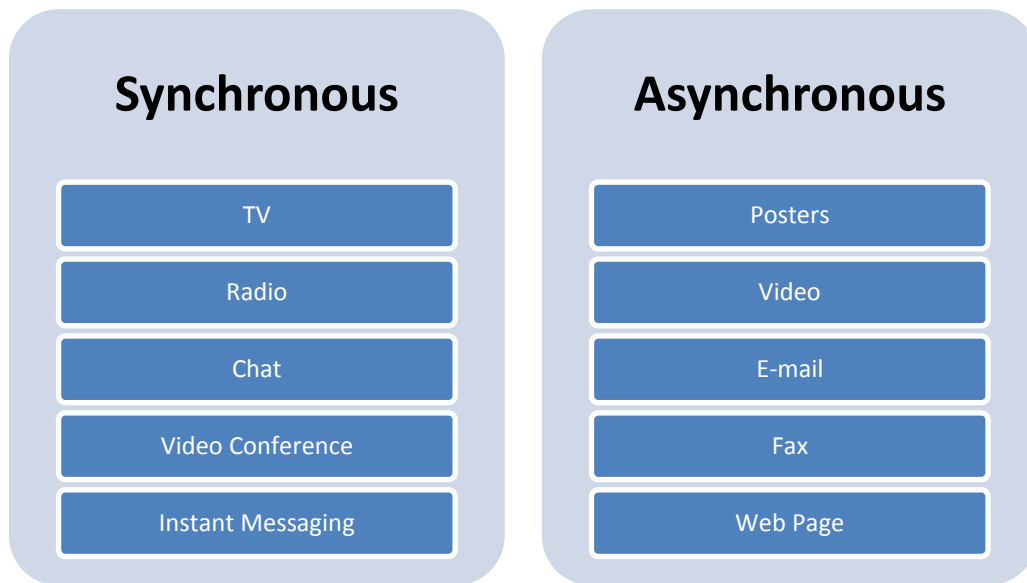 Synchronous
TV
Radio
Chat
Video Conference
Instant Messaging
Asynchronous
Posters
Video
E-mail
Fax
Web Page